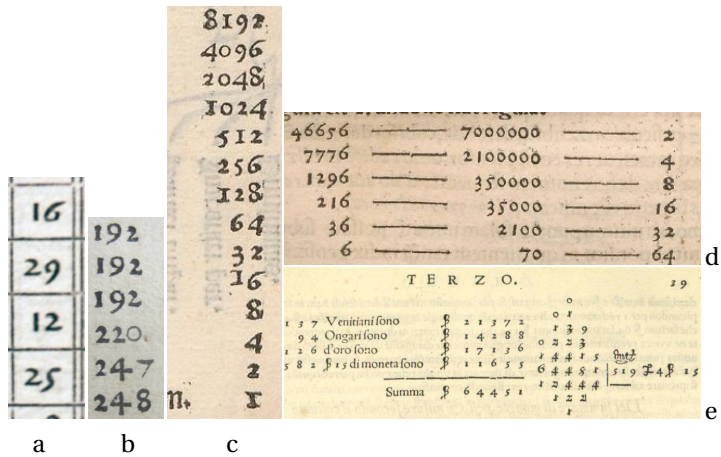 16
29
12
25
a
192
192
192
220
247
248
b
8192
4096
2048
1024
512
256
128
64
32
16
8
4
2
1
c
46656 7000000 2
7776 2100000 4
1296 350000 8
216 35000 16
36 2100 32
6 70 64
d
TERZO. 19
137 Venitiani sono 21372
94 Ongari sono 14288
126 d'oro sono 17136
582 15 di moneta sono 11655
Summa 64451
e